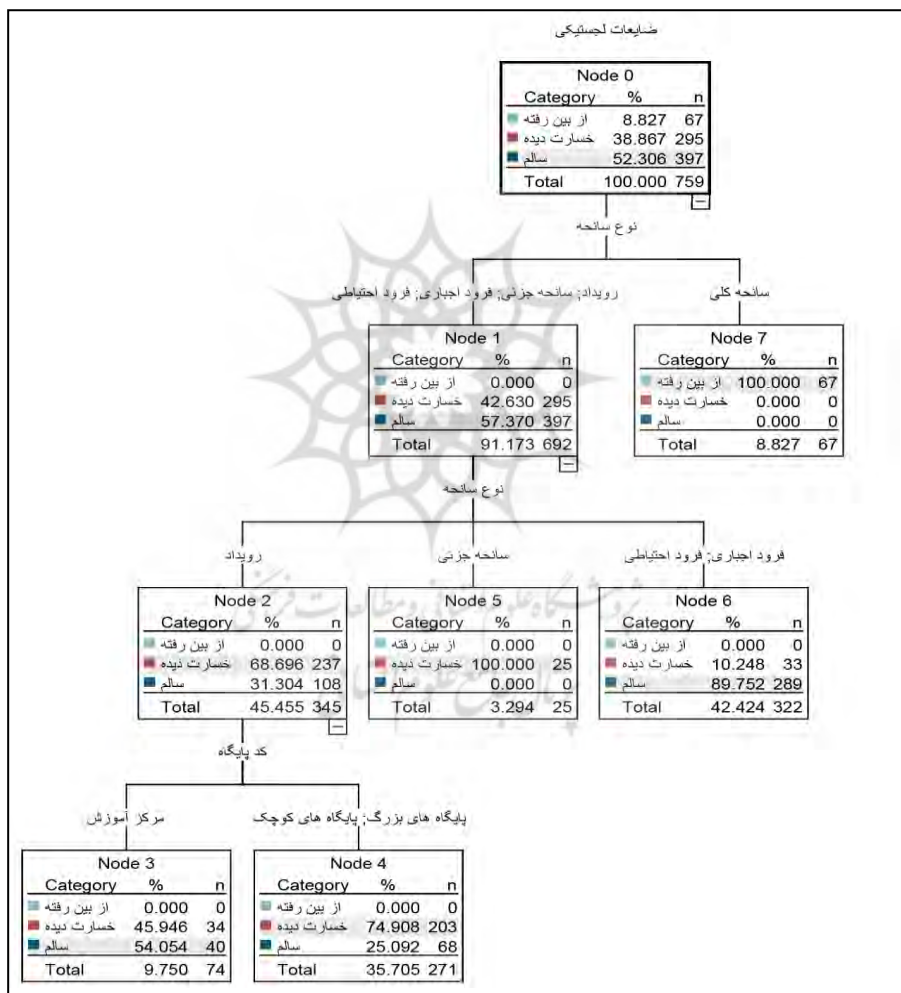 ضایعات لجستیکی
Node 0
Category % n
از بین رفته 8.827 67
خسارت دیده 38.867 295
سالم 52.306 397
Total 100.000 759
نوع سانحه
رویداد; سانحه جزئی; فرود اجباری; فرود احتیاطی
سانحه کلی
Node 1
Category % n
از بین رفته 0.000 0
خسارت دیده 42.630 295
سالم 57.370 397
Total 91.173 692
Node 7
Category % n
از بین رفته 100.000 67
خسارت دیده 0.000 0
سالم 0.000 0
Total 8.827 67
نوع سانحه
رویداد
سانحه جزئی
فرود اجباری; فرود احتیاطی
Node 2
Category % n
از بین رفته 0.000 0
خسارت دیده 68.696 237
سالم 31.304 108
Total 45.455 345
Node 5
Category % n
از بین رفته 0.000 0
خسارت دیده 100.000 25
سالم 0.000 0
Total 3.294 25
Node 6
Category % n
از بین رفته 0.000 0
خسارت دیده 10.248 33
سالم 89.752 289
Total 42.424 322
پژوهشگاه علوم انسانی و مطالعات فرهنگی
پرتال جامع علوم انسانی
کد پایگاه
مرکز آموزش
پایگاه های بزرگ; پایگاه های کوچک
Node 3
Category % n
از بین رفته 0.000 0
خسارت دیده 45.946 34
سالم 54.054 40
Total 9.750 74
Node 4
Category % n
از بین رفته 0.000 0
خسارت دیده 74.908 203
سالم 25.092 68
Total 35.705 271